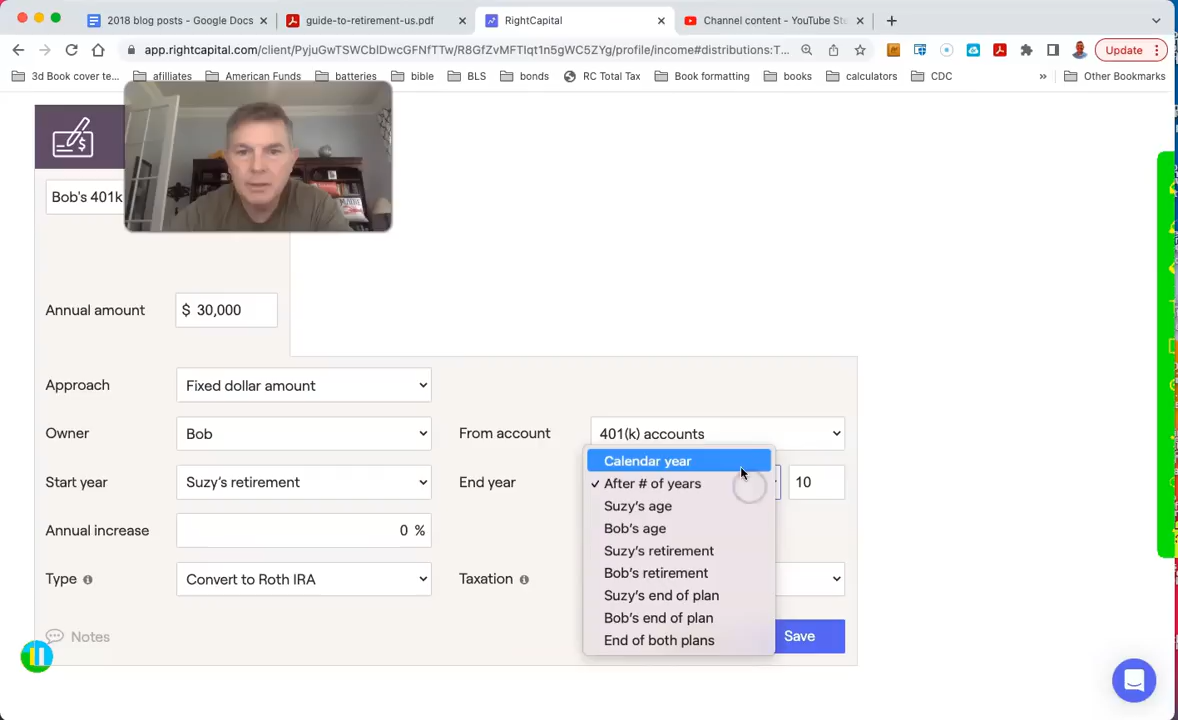 2018 blog posts - Google Docs
guide-to-retirement-us.pdf
RightCapital
Channel content - YouTube St
app.rightcapital.com/client/PyjuGwTSWCblDwcGFNfTTw/R8GfZvMFTlqt1n5gWC5ZYg/profile/income#distributions:T...
Update
3d Book cover te...
afilliates
American Funds
batteries
bible
BLS
bonds
RC Total Tax
Book formatting
books
calculators
CDC
»
Other Bookmarks
Bob's 401k
Annual amount
$ 30,000
Approach
Fixed dollar amount
Owner
Bob
From account
401(k) accounts
Start year
Suzy's retirement
End year
10
Calendar year
✓ After # of years
Suzy's age
Bob's age
Suzy's retirement
Bob's retirement
Suzy's end of plan
Bob's end of plan
End of both plans
Annual increase
0 %
Type
Convert to Roth IRA
Taxation
Notes
Save